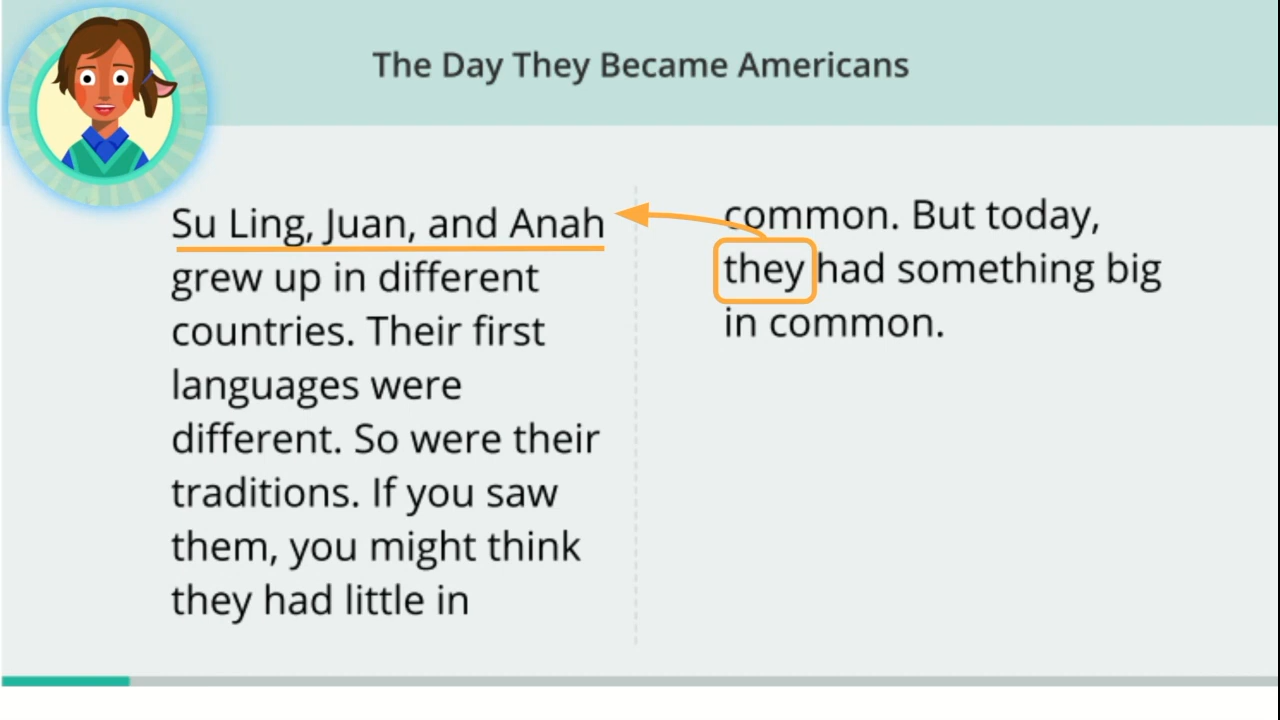 The Day They Became Americans
Su Ling, Juan, and Anah
grew up in different
countries. Their first
languages were
different. So were their
traditions. If you saw
them, you might think
they had little in
common. But today,
they had something big
in common.